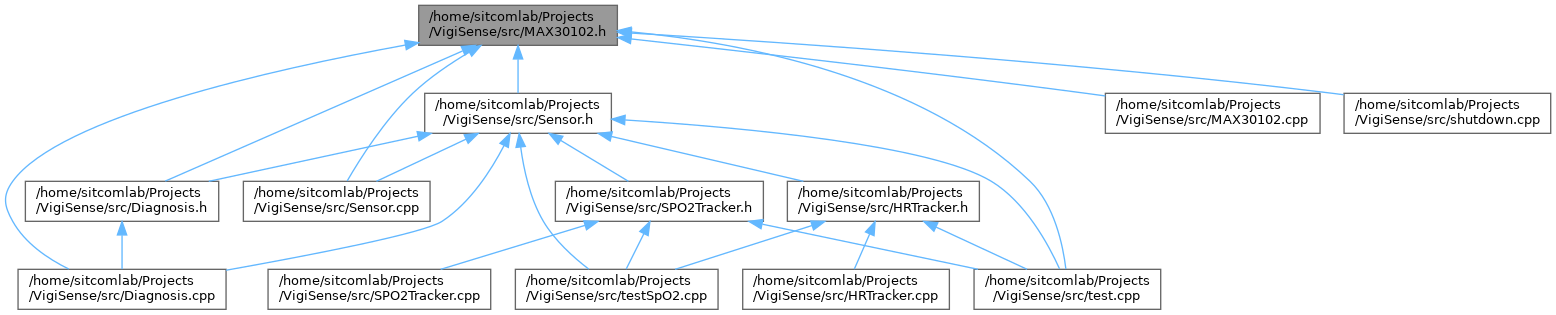 /home/sitcomlab/Projects
/VigiSense/src/MAX30102.h
/home/sitcomlab/Projects
/VigiSense/src/Sensor.h
/home/sitcomlab/Projects
/VigiSense/src/MAX30102.cpp
/home/sitcomlab/Projects
/VigiSense/src/shutdown.cpp
/home/sitcomlab/Projects
/VigiSense/src/Diagnosis.h
/home/sitcomlab/Projects
/VigiSense/src/Sensor.cpp
/home/sitcomlab/Projects
/VigiSense/src/SPO2Tracker.h
/home/sitcomlab/Projects
/VigiSense/src/HRTracker.h
/home/sitcomlab/Projects
/VigiSense/src/Diagnosis.cpp
/home/sitcomlab/Projects
/VigiSense/src/SPO2Tracker.cpp
/home/sitcomlab/Projects
/VigiSense/src/testSpO2.cpp
/home/sitcomlab/Projects
/VigiSense/src/HRTracker.cpp
/home/sitcomlab/Projects
/VigiSense/src/test.cpp